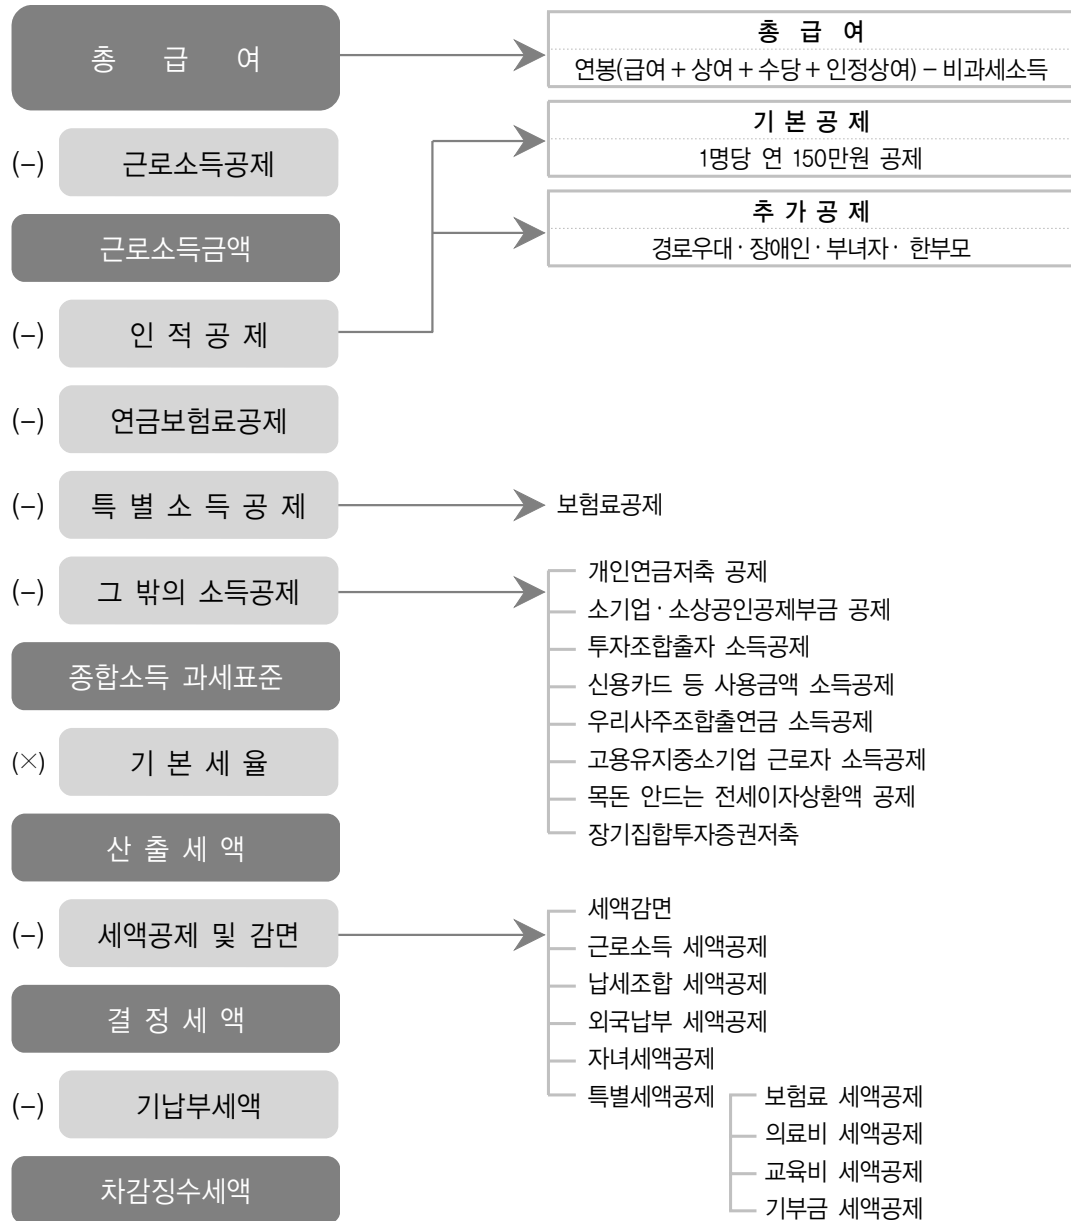 총 급 여
총 급 여
연봉(급여 + 상여 + 수당 + 인정상여) – 비과세소득
(–) 근로소득공제
기 본 공 제
1명당 연 150만원 공제
근로소득금액
추 가 공 제
경로우대 · 장애인 · 부녀자 · 한부모
(–) 인 적 공 제
(–) 연금보험료공제
(–) 특 별 소 득 공 제
보험료공제
(–) 그 밖의 소득공제
개인연금저축 공제
소기업 · 소상공인공제부금 공제
투자조합출자 소득공제
신용카드 등 사용금액 소득공제
우리사주조합출연금 소득공제
고용유지중소기업 근로자 소득공제
목돈 안드는 전세이자상환액 공제
장기집합투자증권저축
종합소득 과세표준
(×) 기 본 세 율
산 출 세 액
(–) 세액공제 및 감면
세액감면
근로소득 세액공제
납세조합 세액공제
외국납부 세액공제
자녀세액공제
특별세액공제
보험료 세액공제
의료비 세액공제
교육비 세액공제
기부금 세액공제
결 정 세 액
(–) 기납부세액
차감징수세액